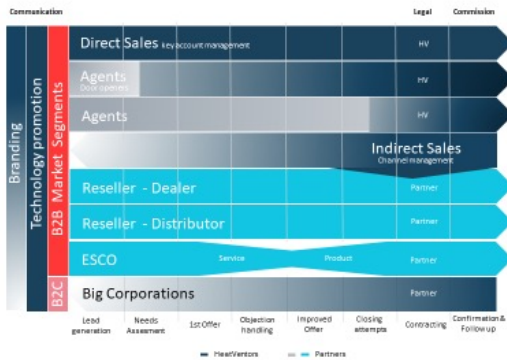 Communication
Legal
Commission
Branding
Technology promotion
B2B Market Segments
B2C
Direct Sales key account management
HV
Agents
Door openers
HV
Agents
HV
Indirect Sales
Channel management
Reseller - Dealer
Partner
Reseller - Distributor
Partner
ESCO
Service
Product
Partner
Big Corporations
Partner
Lead
generation
Needs
Assesment
1st Offer
Objection
handling
Improved
Offer
Closing
attempts
Contracting
Confirmation &
Follow up
HeatVentors
Partners